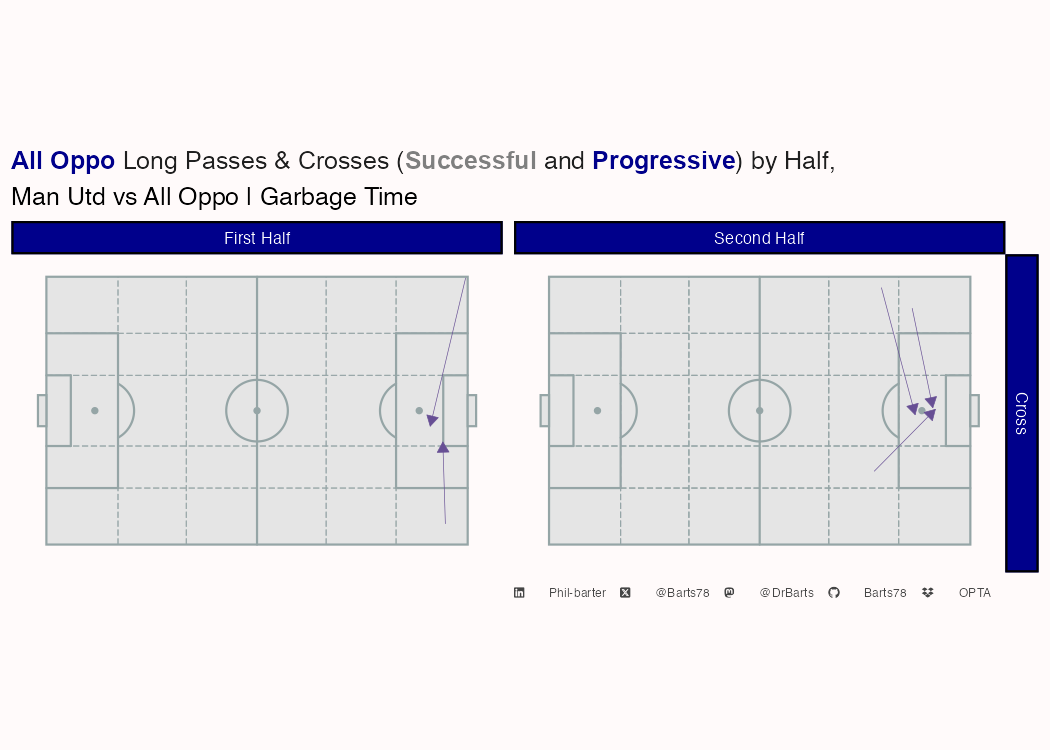 All Oppo Long Passes & Crosses (Successful and Progressive) by Half,
Man Utd vs All Oppo | Garbage Time
First Half
Second Half
Cross
Phil-barter @Barts78 @DrBarts Barts78 OPTA